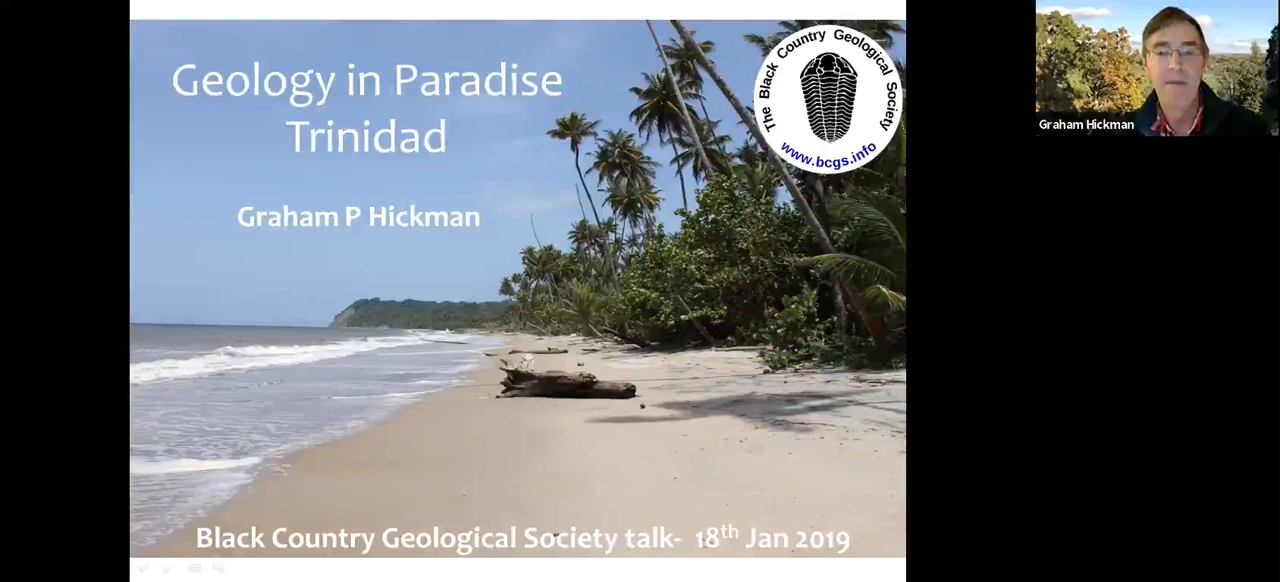 Geology in Paradise
Trinidad
Graham P Hickman
The Black Country Geological Society
www.bcgs.info
Graham Hickman
Black Country Geological Society talk- 18th Jan 2019